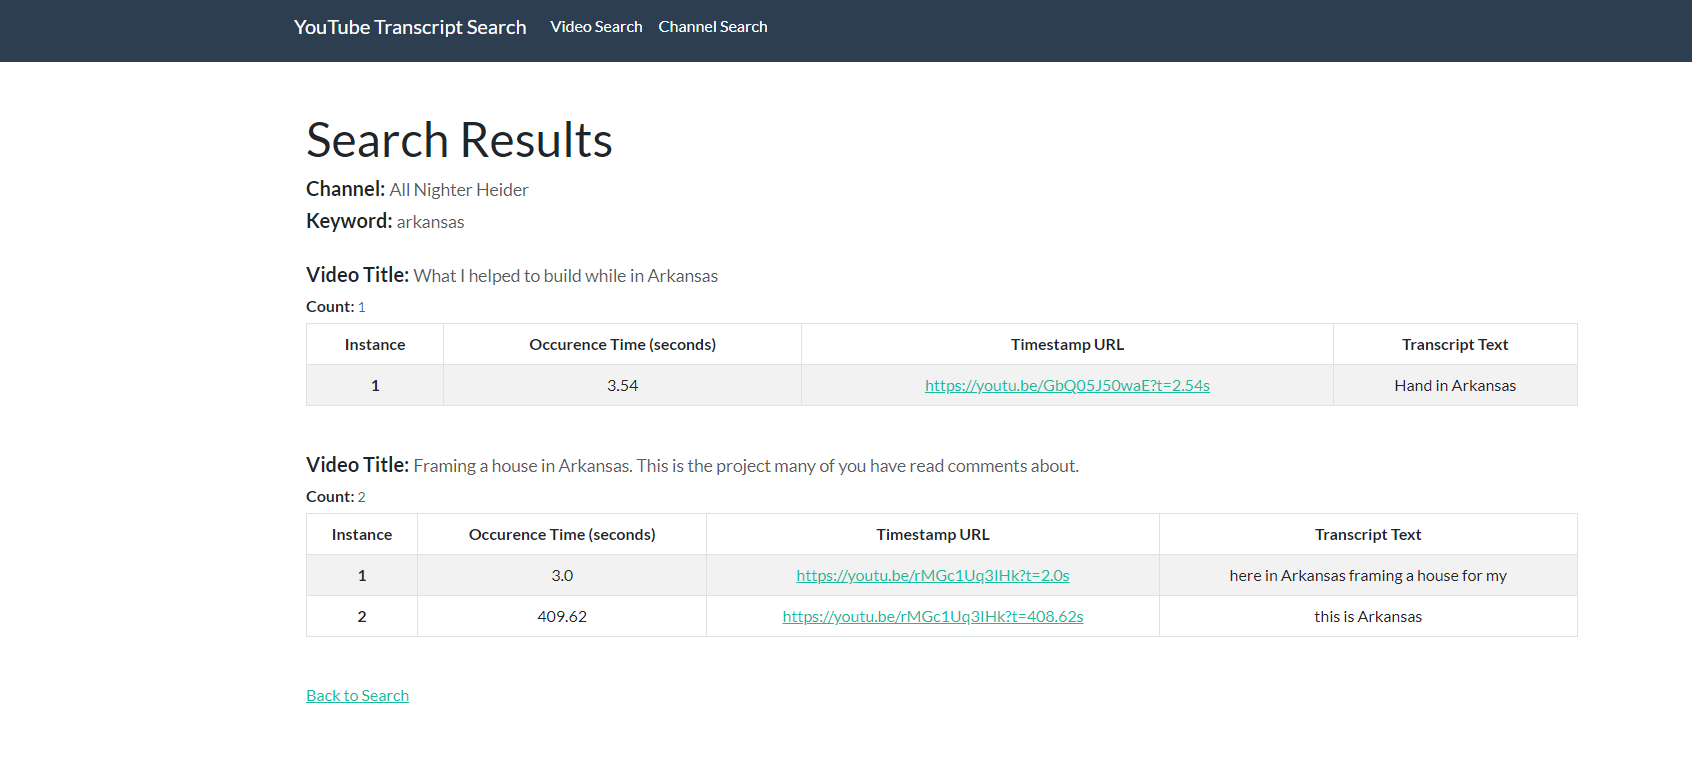 YouTube Transcript Search Video Search Channel Search
Search Results
Channel: All Nighter Heider
Keyword: arkansas
Video Title: What I helped to build while in Arkansas
Count: 1
Instance Occurence Time (seconds) Timestamp URL Transcript Text
1 3.54 https://youtu.be/GbQ05J50waE?t=2.54s Hand in Arkansas
Video Title: Framing a house in Arkansas. This is the project many of you have read comments about.
Count: 2
Instance Occurence Time (seconds) Timestamp URL Transcript Text
1 3.0 https://youtu.be/rMGc1Uq3IHk?t=2.0s here in Arkansas framing a house for my
2 409.62 https://youtu.be/rMGc1Uq3IHk?t=408.62s this is Arkansas
Back to Search